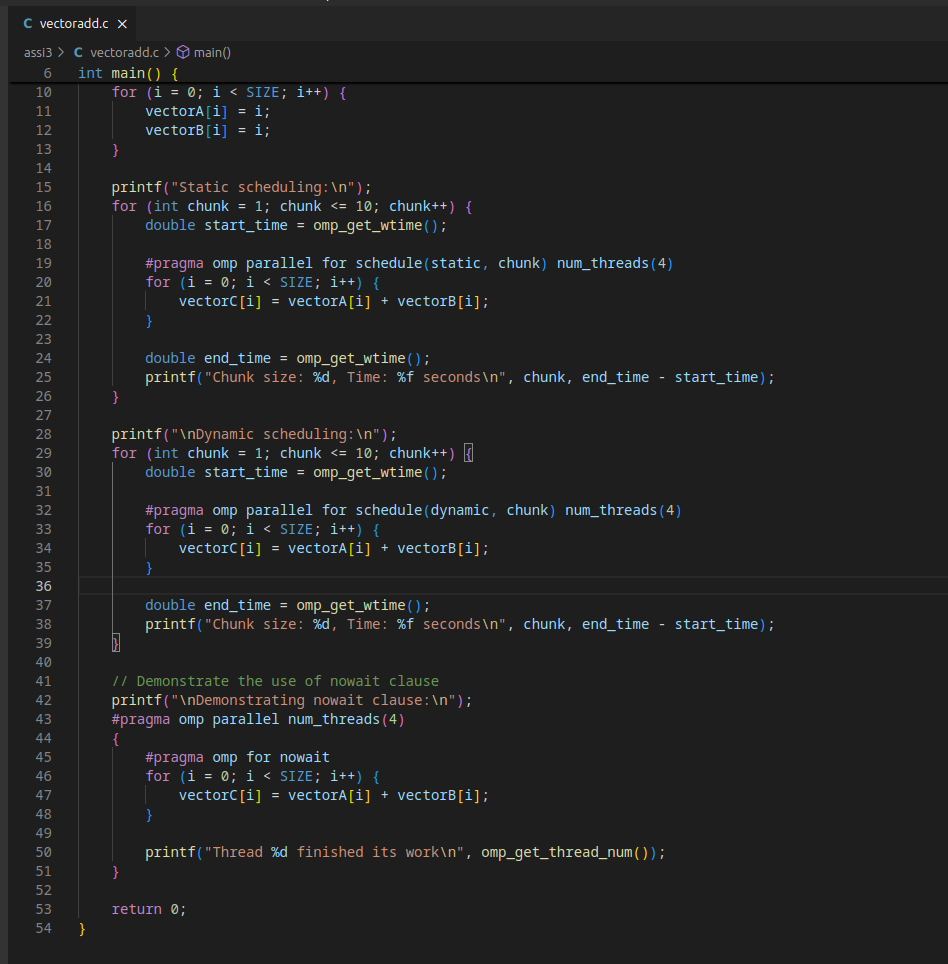 C vectoradd.c ×
assi3 > C vectoradd.c > main()
6 int main() {
10 for (i = 0; i < SIZE; i++) {
11 vectorA[i] = i;
12 vectorB[i] = i;
13 }
14
15 printf("Static scheduling:\n");
16 for (int chunk = 1; chunk <= 10; chunk++) {
17 double start_time = omp_get_wtime();
18
19 #pragma omp parallel for schedule(static, chunk) num_threads(4)
20 for (i = 0; i < SIZE; i++) {
21 vectorC[i] = vectorA[i] + vectorB[i];
22 }
23
24 double end_time = omp_get_wtime();
25 printf("Chunk size: %d, Time: %f seconds\n", chunk, end_time - start_time);
26 }
27
28 printf("\nDynamic scheduling:\n");
29 for (int chunk = 1; chunk <= 10; chunk++) {
30 double start_time = omp_get_wtime();
31
32 #pragma omp parallel for schedule(dynamic, chunk) num_threads(4)
33 for (i = 0; i < SIZE; i++) {
34 vectorC[i] = vectorA[i] + vectorB[i];
35 }
36
37 double end_time = omp_get_wtime();
38 printf("Chunk size: %d, Time: %f seconds\n", chunk, end_time - start_time);
39 }
40
41 // Demonstrate the use of nowait clause
42 printf("\nDemonstrating nowait clause:\n");
43 #pragma omp parallel num_threads(4)
44 {
45 #pragma omp for nowait
46 for (i = 0; i < SIZE; i++) {
47 vectorC[i] = vectorA[i] + vectorB[i];
48 }
49
50 printf("Thread %d finished its work\n", omp_get_thread_num());
51 }
52
53 return 0;
54 }